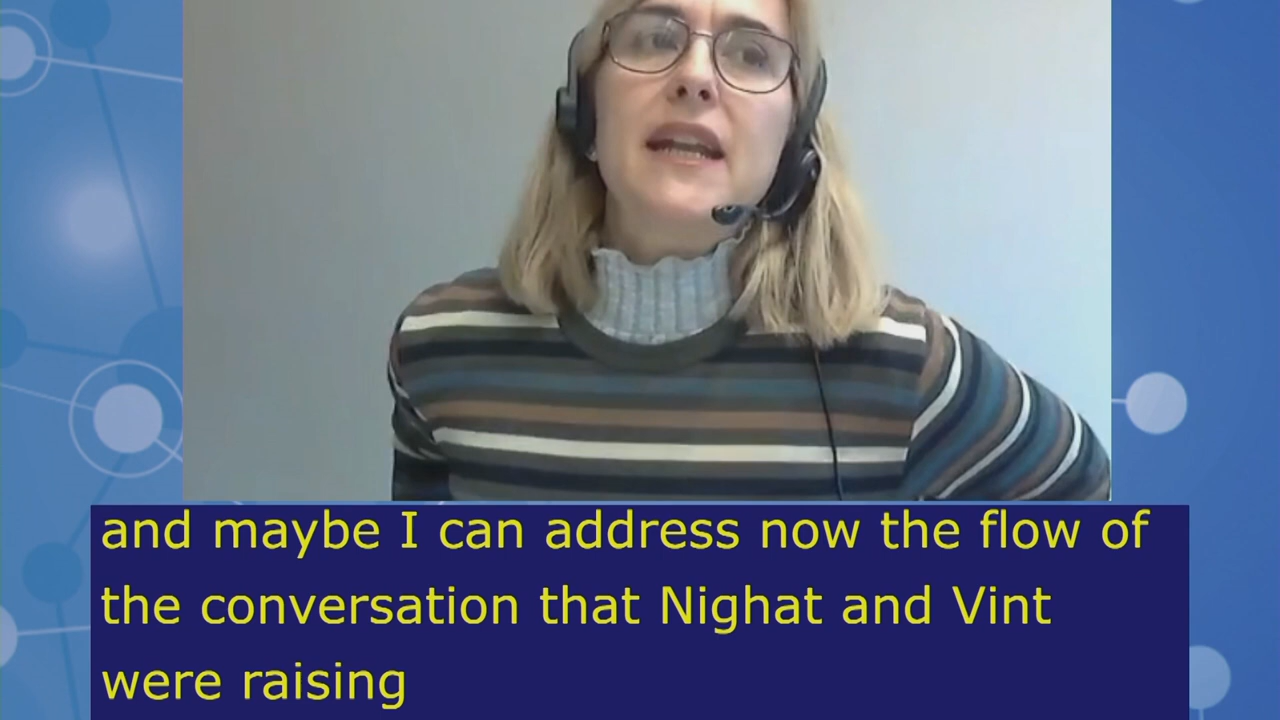 and maybe I can address now the flow of
the conversation that Nighat and Vint
were raising